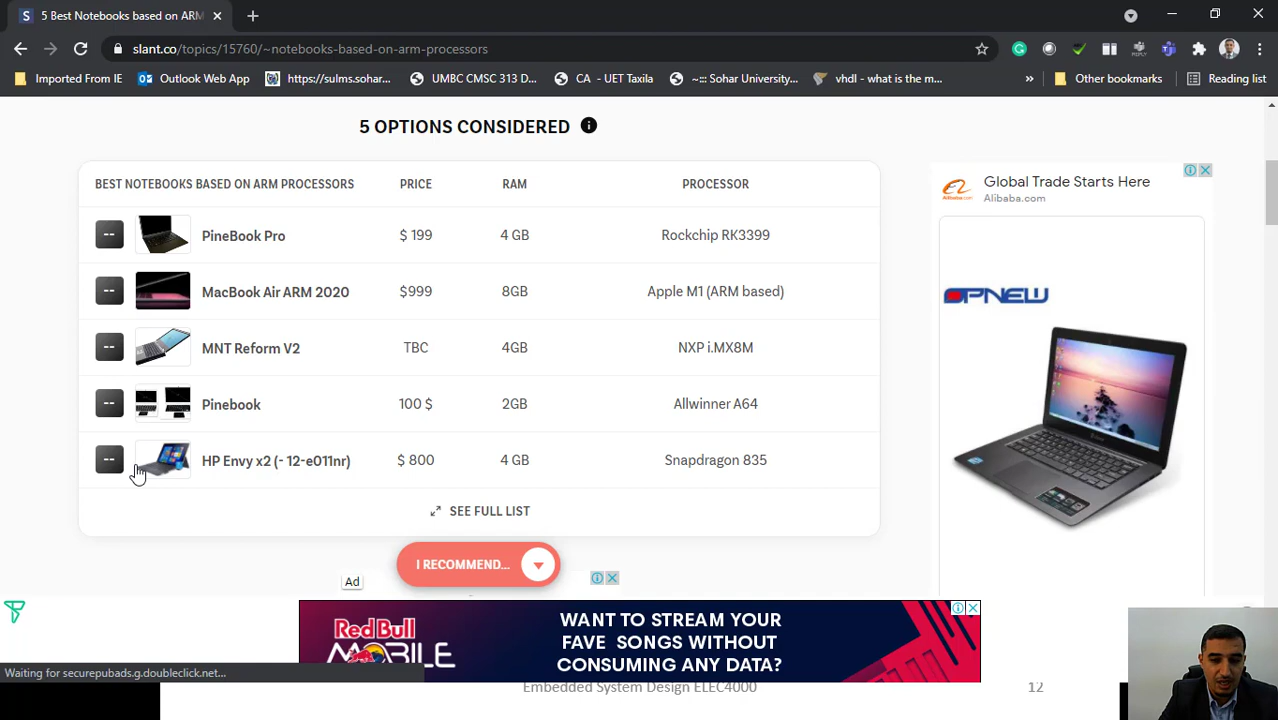 S 5 Best Notebooks based on ARM
slant.co/topics/15760/~notebooks-based-on-arm-processors
Imported From IE
Outlook Web App
https://sulms.sohar...
UMBC CMSC 313 D...
CA - UET Taxila
~::: Sohar University...
vhdl - what is the m...
»
Other bookmarks
Reading list
5 OPTIONS CONSIDERED
BEST NOTEBOOKS BASED ON ARM PROCESSORS PRICE RAM PROCESSOR
-- PineBook Pro $ 199 4 GB Rockchip RK3399
-- MacBook Air ARM 2020 $999 8GB Apple M1 (ARM based)
-- MNT Reform V2 TBC 4GB NXP i.MX8M
-- Pinebook 100 $ 2GB Allwinner A64
-- HP Envy x2 (- 12-e011nr) $ 800 4 GB Snapdragon 835
SEE FULL LIST
I RECOMMEND...
Ad
Global Trade Starts Here
Alibaba.com
OPNEW
Red Bull
MOBILE
WANT TO STREAM YOUR
FAVE SONGS WITHOUT
CONSUMING ANY DATA?
Waiting for securepubads.g.doubleclick.net...
Embedded System Design ELEC4000
12